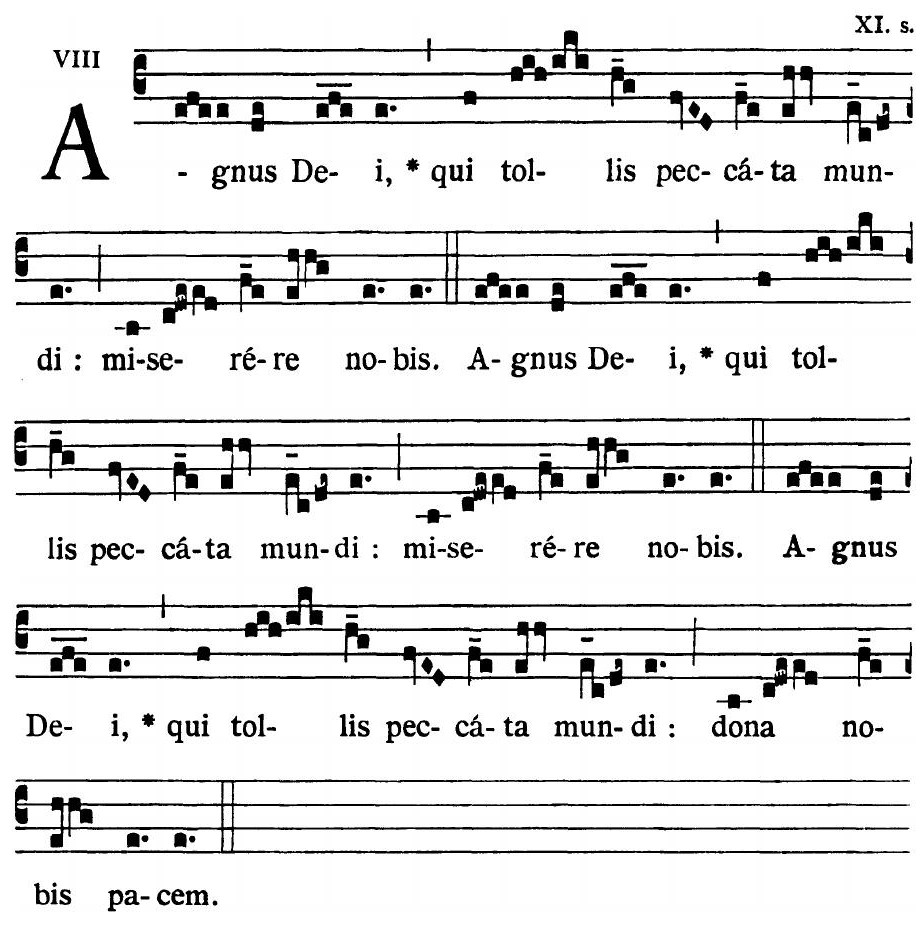 XI. s.
VIII
A - gnus De- i, * qui tol- lis pec- cá-ta mun-
di : mi-se- ré-re no-bis. A- gnus De- i, * qui tol-
lis pec- cá-ta mun-di : mi-se- ré-re no-bis. A- gnus
De- i, * qui tol- lis pec- cá-ta mun-di : dona no-
bis pa-cem.